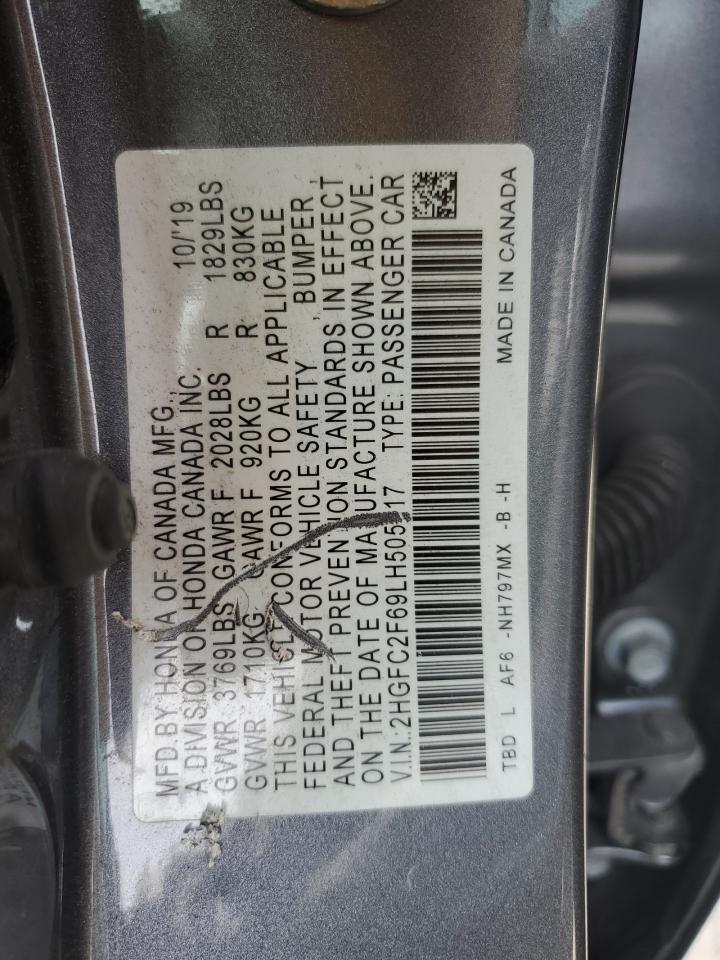 MFD.BY HONDA OF CANADA MFG., 10/'19
A DIVISION OF HONDA CANADA INC.
GVWR 3769LBS GAWR F 2028LBS R 1829LBS
GVWR 1710KG GAWR F 920KG R 830KG
THIS VEHICLE CONFORMS TO ALL APPLICABLE
FEDERAL MOTOR VEHICLE SAFETY , BUMPER ,
AND THEFT PREVENTION STANDARDS IN EFFECT
ON THE DATE OF MANUFACTURE SHOWN ABOVE.
V.I.N.: TYPE: PASSENGER CAR
TBD L AF6 -NH797MX -B -H MADE IN CANADA